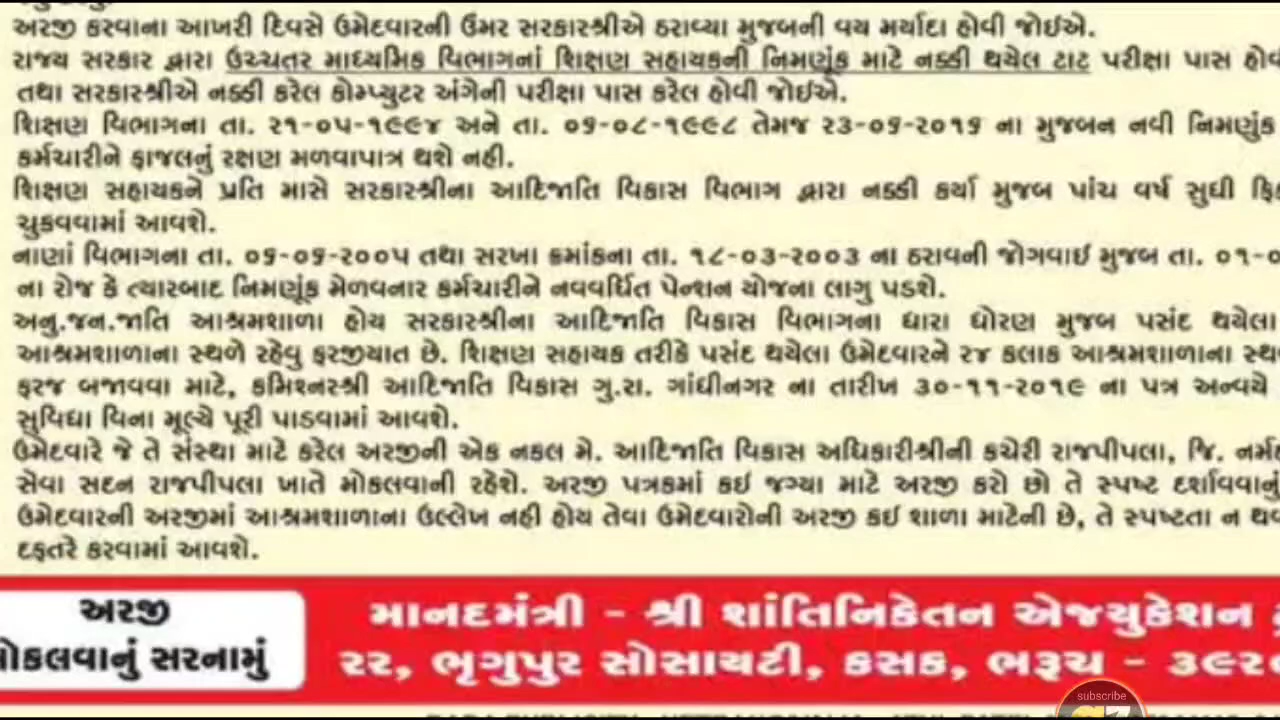 અરજી કરવાના આખરી દિવસે ઉમેદવારની ઉંમર સરકારશ્રીએ ઠરાવ્યા મુજબની વય મર્યાદા હોવી જોઈએ.
રાજ્ય સરકાર દ્વારા ઉચ્ચતર માધ્યમિક વિભાગનાં શિક્ષણ સહાયકની નિમણૂંક માટે નક્કી થયેલ ટાટ પરીક્ષા પાસ
તથા સરકારશ્રીએ નક્કી કરેલ કોમ્પ્યુટર અંગેની પરીક્ષા પાસ કરેલ હોવી જોઈએ.
શિક્ષણ વિભાગના તા. ૨૧-૦૫-૧૯૯૪ અને તા. ૦૭-૦૮-૧૯૯૮ તેમજ ૨૩-૦૭-૨૦૧૧ ના મુજબન નવી નિમણૂંક
કર્મચારીને ફાજલનું રક્ષણ મળવાપાત્ર થશે નહી.
શિક્ષણ સહાયકને પ્રતિ માસે સરકારશ્રીના આદિજાતિ વિકાસ વિભાગ દ્વારા નક્કી કર્યા મુજબ પાંચ વર્ષ સુધી
ચુકવવામાં આવશે.
નાણાં વિભાગના તા. તથા સરખા ક્રમાંકના તા. ૧૮-૦૩-૨૦૦૩ ના ઠરાવની જોગવાઈ મુજબ તા.
ના રોજ કે ત્યારબાદ નિમણૂંક મેળવનાર કર્મચારીને નવવર્ધિત પેન્શન યોજના લાગુ પડશે.
અનુ.જન.જાતિ આશ્રમશાળા હોય સરકારશ્રીના આદિજાતિ વિકાસ વિભાગના ધારા ધોરણ મુજબ પસંદ થયેલા
આશ્રમશાળાના સ્થળે રહેવુ ફરજીયાત છે. શિક્ષણ સહાયક તરીકે પસંદ થયેલા ઉમેદવારને ૨૪ કલાક આશ્રમશાળાના
ફરજ બજાવવા માટે, કમિશ્નરશ્રી આદિજાતિ વિકાસ ગુ.રા. ગાંધીનગર ના તારીખ ૩૦-૧૧-૨૦૧૯ ના પત્ર અન્વયે
સુવિધા વિના મૂલ્યે પૂરી પાડવામાં આવશે.
ઉમેદવારે જે તે સંસ્થા માટે કરેલ અરજીની એક નકલ મે. આદિજાતિ વિકાસ અધિકારીશ્રીની કચેરી રાજપીપલા, જિ.
સેવા સદન રાજપીપલા ખાતે મોકલવાની રહેશે. અરજી પત્રકમાં કઇ જગ્યા માટે અરજી કરો છો તે સ્પષ્ટ દર્શાવવાનું
ઉમેદવારની અરજીમાં આશ્રમશાળાના ઉલ્લેખ નહી હોય તેવા ઉમેદવારોની અરજી કઇ શાળા માટેની છે, તે સ્પષ્ટતા ન
દફતરે કરવામાં આવશે.
અરજી
મોકલવાનું સરનામું
માનદમંત્રી - શ્રી શાંતિનિકેતન એજ્યુકેશન
૨૨, ભૃગુપુર સોસાયટી, કસક, ભરૂચ -
subscribe